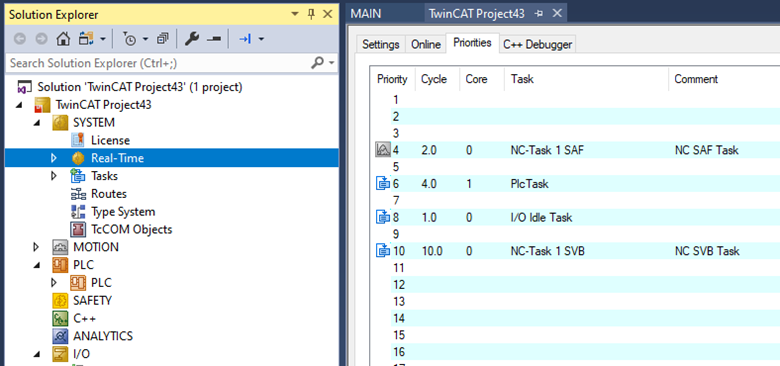 Solution Explorer
Search Solution Explorer (Ctrl+;)
Solution 'TwinCAT Project43' (1 project)
TwinCAT Project43
SYSTEM
License
Real-Time
Tasks
Routes
Type System
TcCOM Objects
MOTION
PLC
PLC
SAFETY
C++
ANALYTICS
I/O
MAIN TwinCAT Project43
Settings Online Priorities C++ Debugger
Priority Cycle Core Task Comment
1
2
3
4 2.0 0 NC-Task 1 SAF NC SAF Task
5
6 4.0 1 PlcTask
7
8 1.0 0 I/O Idle Task
9
10 10.0 0 NC-Task 1 SVB NC SVB Task
11
12
13
14
15
16